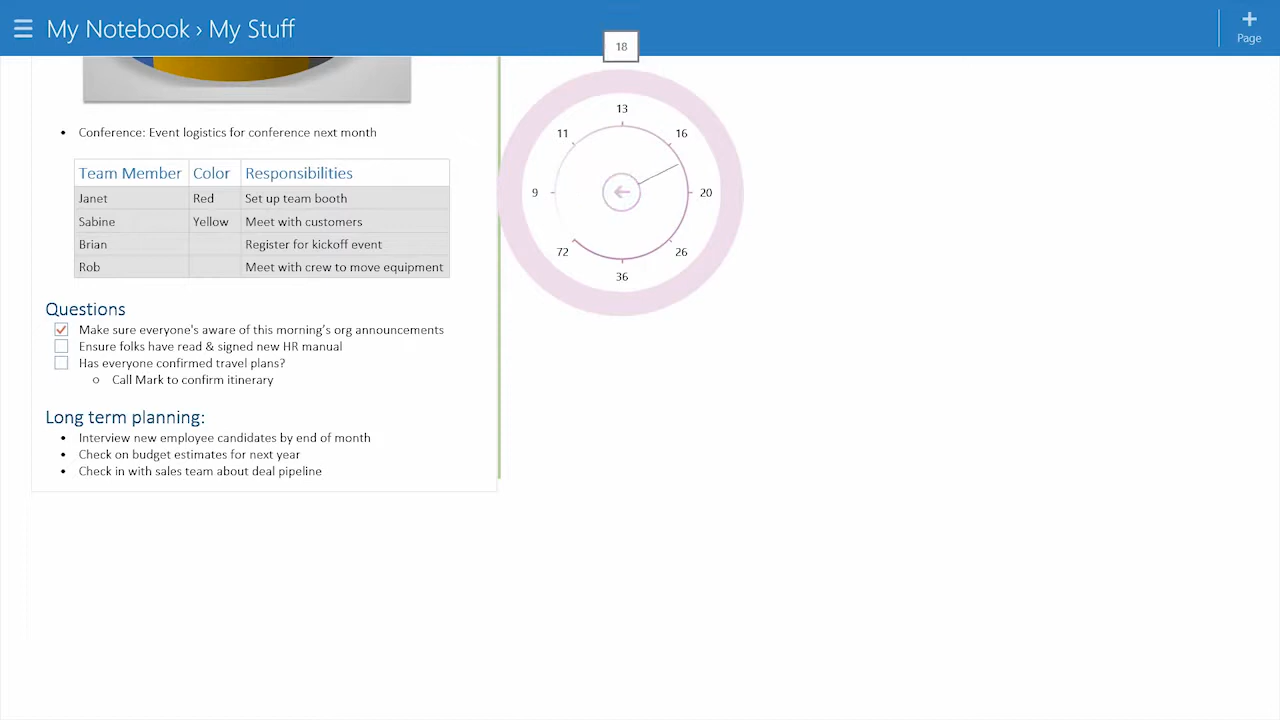 My Notebook › My Stuff
Page
18
• Conference: Event logistics for conference next month
Team Member Color Responsibilities
Janet Red Set up team booth
Sabine Yellow Meet with customers
Brian Register for kickoff event
Rob Meet with crew to move equipment
Questions
Make sure everyone's aware of this morning’s org announcements
Ensure folks have read & signed new HR manual
Has everyone confirmed travel plans?
o Call Mark to confirm itinerary
Long term planning:
• Interview new employee candidates by end of month
• Check on budget estimates for next year
• Check in with sales team about deal pipeline
13
11 16
9 20
72 26
36